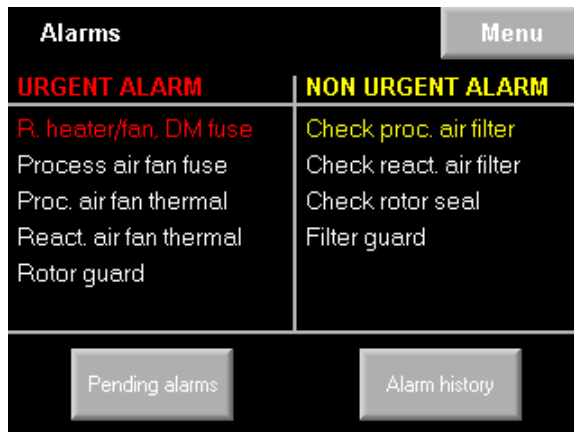 Alarms
Menu
URGENT ALARM
NON URGENT ALARM
R. heater/fan, DM fuse
Check proc. air filter
Process air fan fuse
Check react. air filter
Proc. air fan thermal
Check rotor seal
React. air fan thermal
Filter guard
Rotor guard
Pending alarms
Alarm history